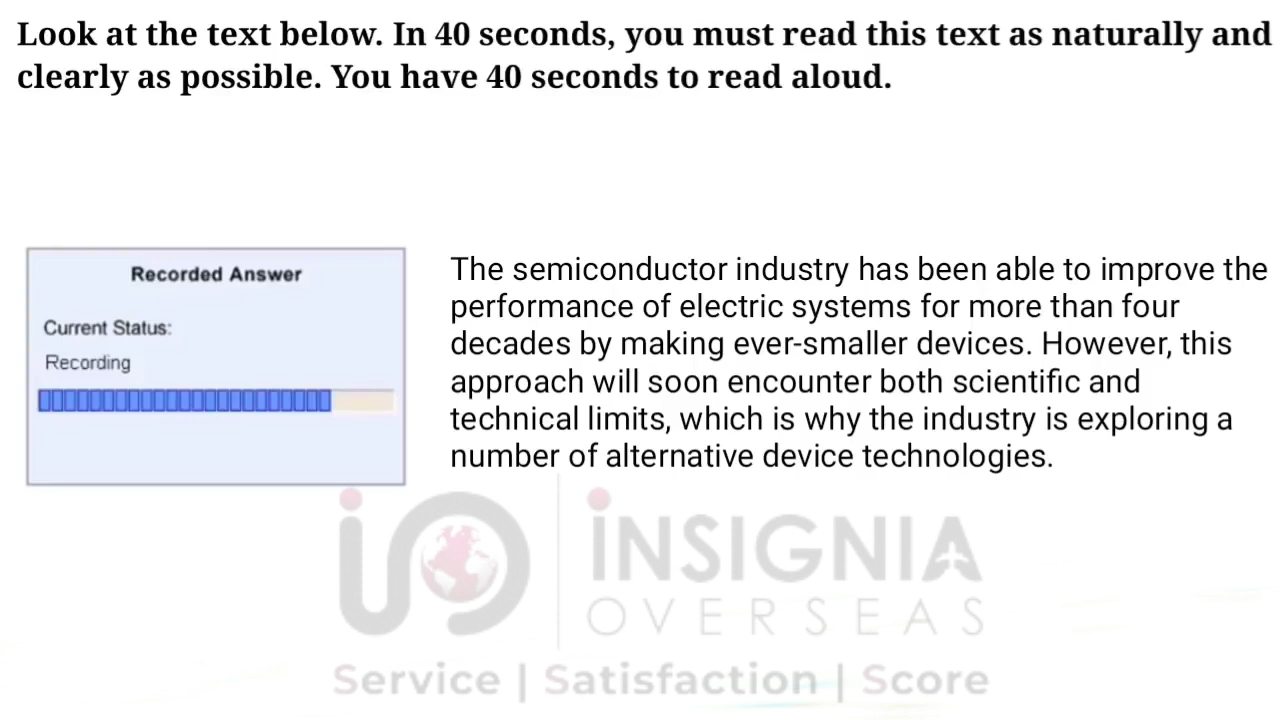 Look at the text below. In 40 seconds, you must read this text as naturally and
clearly as possible. You have 40 seconds to read aloud.
Recorded Answer
Current Status:
Recording
The semiconductor industry has been able to improve the
performance of electric systems for more than four
decades by making ever-smaller devices. However, this
approach will soon encounter both scientific and
technical limits, which is why the industry is exploring a
number of alternative device technologies.
iNSIGNIA
OVERSEAS
Service | Satisfaction | Score